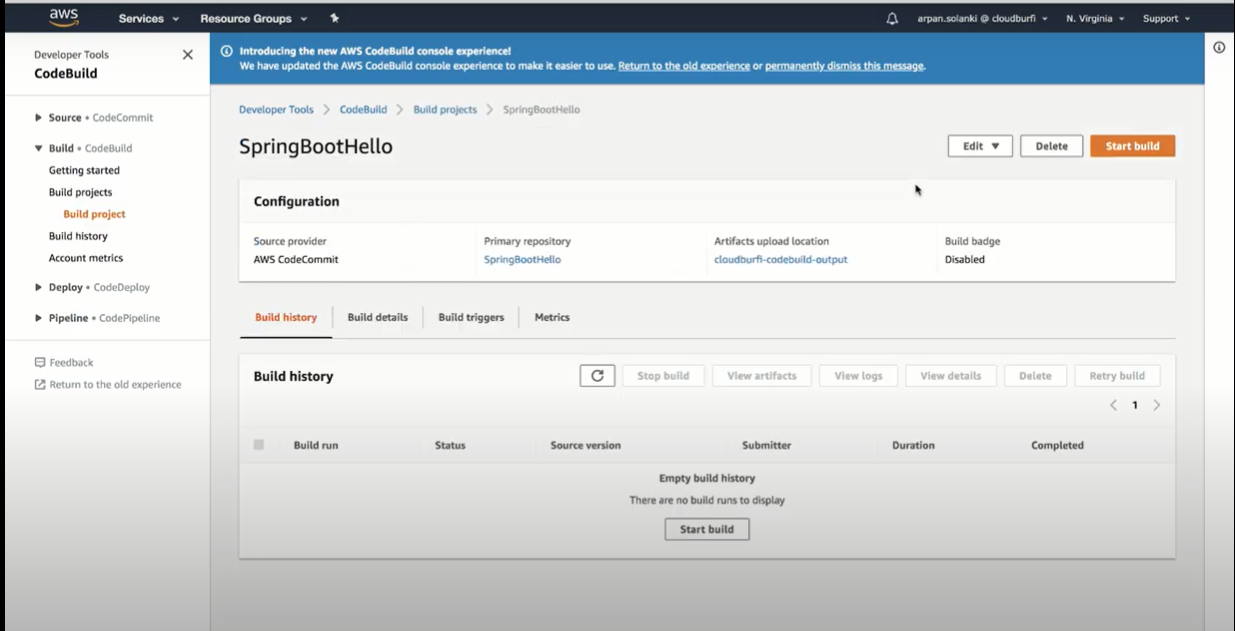 aws Services Resource Groups arpan.solanki @ cloudburfi N. Virginia Support
Developer Tools
CodeBuild
Source • CodeCommit
Build • CodeBuild
Getting started
Build projects
Build project
Build history
Account metrics
Deploy • CodeDeploy
Pipeline • CodePipeline
Feedback
Return to the old experience
Introducing the new AWS CodeBuild console experience!
We have updated the AWS CodeBuild console experience to make it easier to use. Return to the old experience or permanently dismiss this message.
Developer Tools > CodeBuild > Build projects > SpringBootHello
SpringBootHello
Edit Delete Start build
Configuration
Source provider Primary repository Artifacts upload location Build badge
AWS CodeCommit SpringBootHello cloudburfi-codebuild-output Disabled
Build history Build details Build triggers Metrics
Build history Stop build View artifacts View logs View details Delete Retry build
< 1 >
Build run Status Source version Submitter Duration Completed
Empty build history
There are no build runs to display
Start build